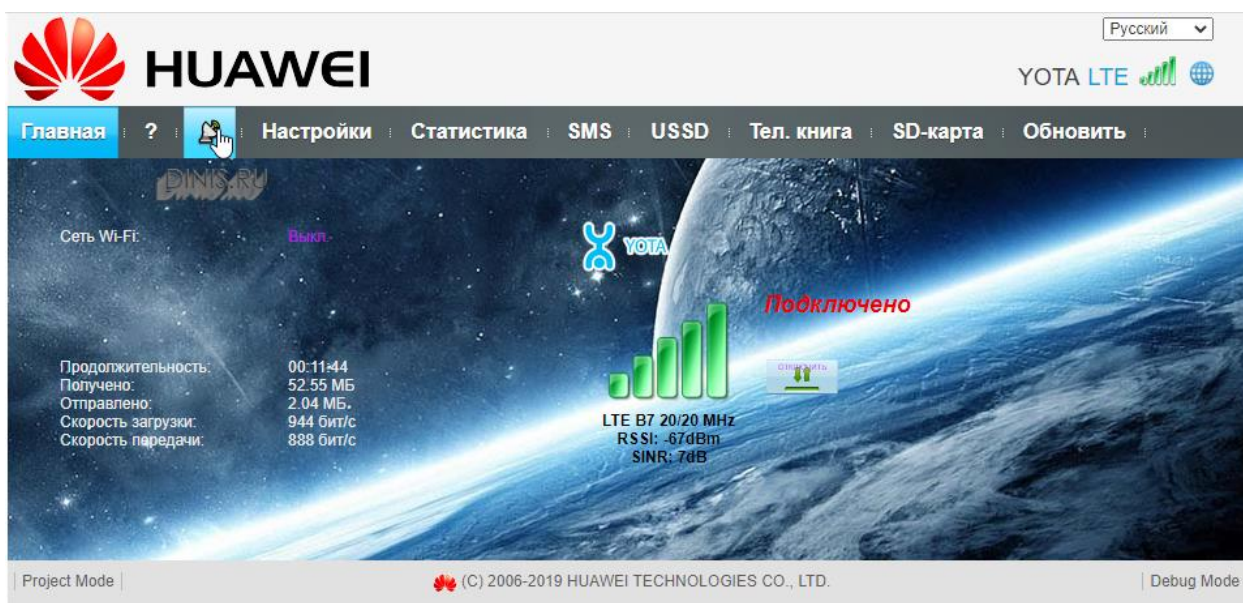 Русский
HUAWEI
YOTA LTE
Главная ? Настройки Статистика SMS USSD Тел. книга SD-карта Обновить
DINIS.RU
Сеть Wi-Fi: Выкл.
YOTA
Подключено
Продолжительность: 00:11:44
Получено: 52.55 МБ
Отправлено: 2.04 МБ.
Скорость загрузки: 944 бит/с
Скорость передачи: 888 бит/с
Отключить
LTE B7 20/20 MHz
RSSI: -67dBm
SINR: 7dB
Project Mode (C) 2006-2019 HUAWEI TECHNOLOGIES CO., LTD. Debug Mode